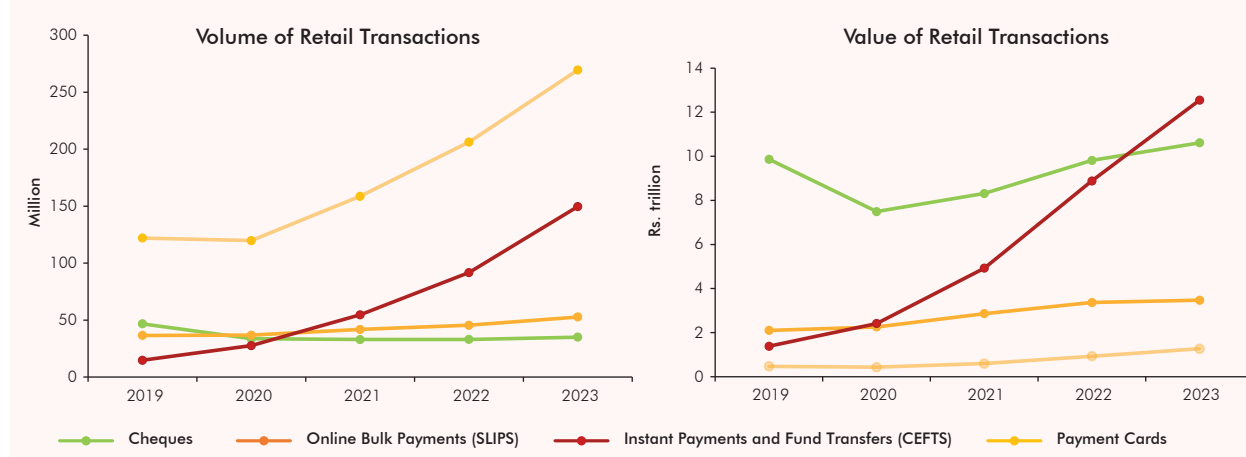 Volume of Retail Transactions
300
250
200
150
100
50
0
Million
2019 2020 2021 2022 2023
Value of Retail Transactions
14
12
10
8
6
4
2
0
Rs. trillion
2019 2020 2021 2022 2023
Cheques Online Bulk Payments (SLIPS) Instant Payments and Fund Transfers (CEFTS) Payment Cards